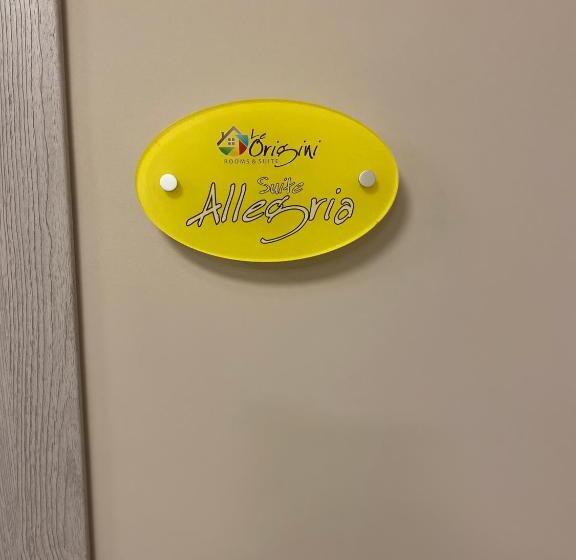 Le
Origini
ROOMS & SUITE
Suite
Allegria